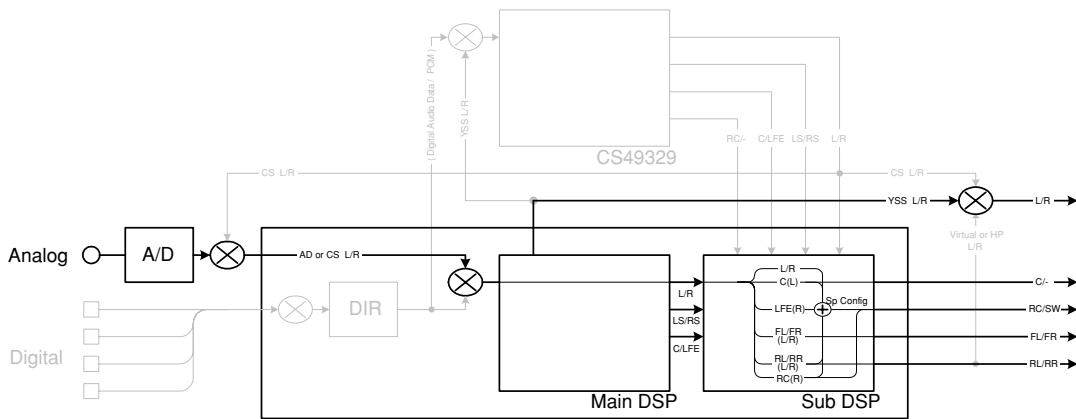 ( Digital Audio Data / PCM )
YSS L/R
RC/-
C/LFE
LS/RS
L/R
CS49329
CS L/R
CS L/R
YSS L/R
L/R
Virtual or HP
L/R
Analog
A/D
AD or CS L/R
L/R
LS/RS
C/LFE
L/R
C(L)
Sp Config
LFE(R)
FL/FR
(L/R)
RL/RR
(L/R)
RC(R)
C/-
RC/SW
FL/FR
RL/RR
DIR
Digital
Main DSP
Sub DSP